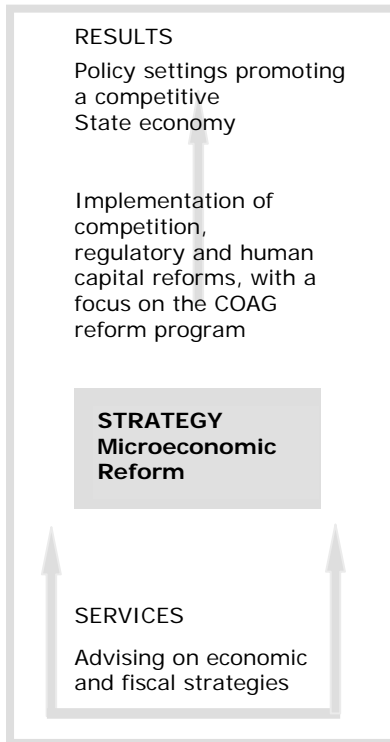 RESULTS
Policy settings promoting
a competitive
State economy
Implementation of
competition,
regulatory and human
capital reforms, with a
focus on the COAG
reform program
STRATEGY
Microeconomic
Reform
SERVICES
Advising on economic
and fiscal strategies